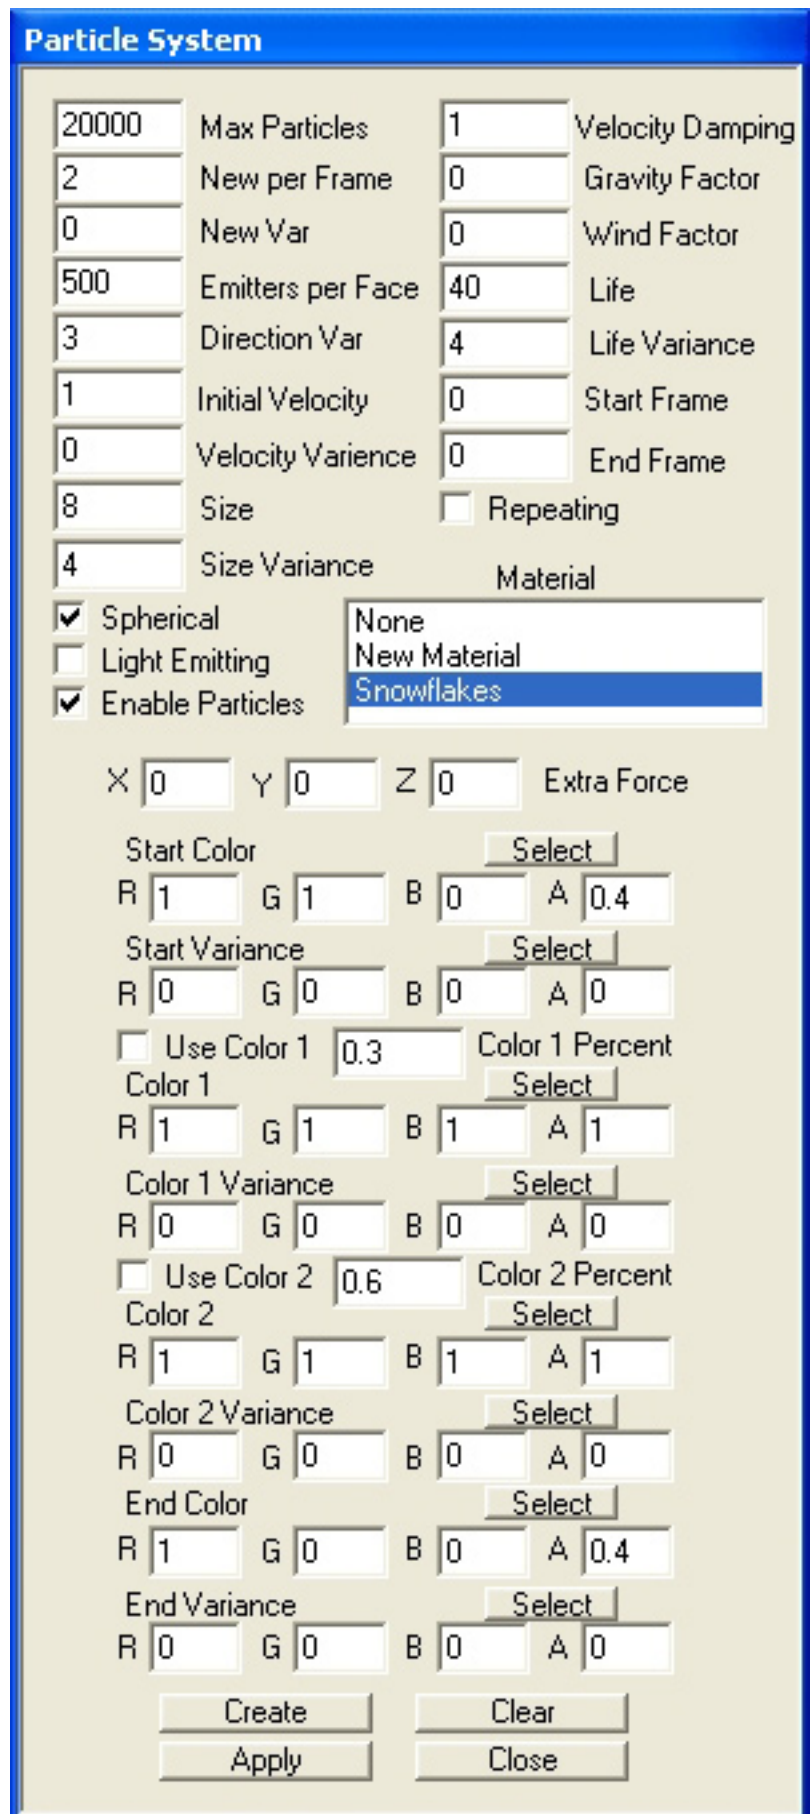 Particle System
20000 Max Particles 1 Velocity Damping
2 New per Frame 0 Gravity Factor
0 New Var 0 Wind Factor
500 Emitters per Face 40 Life
3 Direction Var 4 Life Variance
1 Initial Velocity 0 Start Frame
0 Velocity Varience 0 End Frame
8 Size Repeating
4 Size Variance Material
Spherical None
Light Emitting New Material
Enable Particles Snowflakes
X 0 Y 0 Z 0 Extra Force
Start Color Select
R 1 G 1 B 0 A 0.4
Start Variance Select
R 0 G 0 B 0 A 0
Use Color 1 0.3 Color 1 Percent
Color 1 Select
R 1 G 1 B 1 A 1
Color 1 Variance Select
R 0 G 0 B 0 A 0
Use Color 2 0.6 Color 2 Percent
Color 2 Select
R 1 G 1 B 1 A 1
Color 2 Variance Select
R 0 G 0 B 0 A 0
End Color Select
R 1 G 0 B 0 A 0.4
End Variance Select
R 0 G 0 B 0 A 0
Create Clear
Apply Close